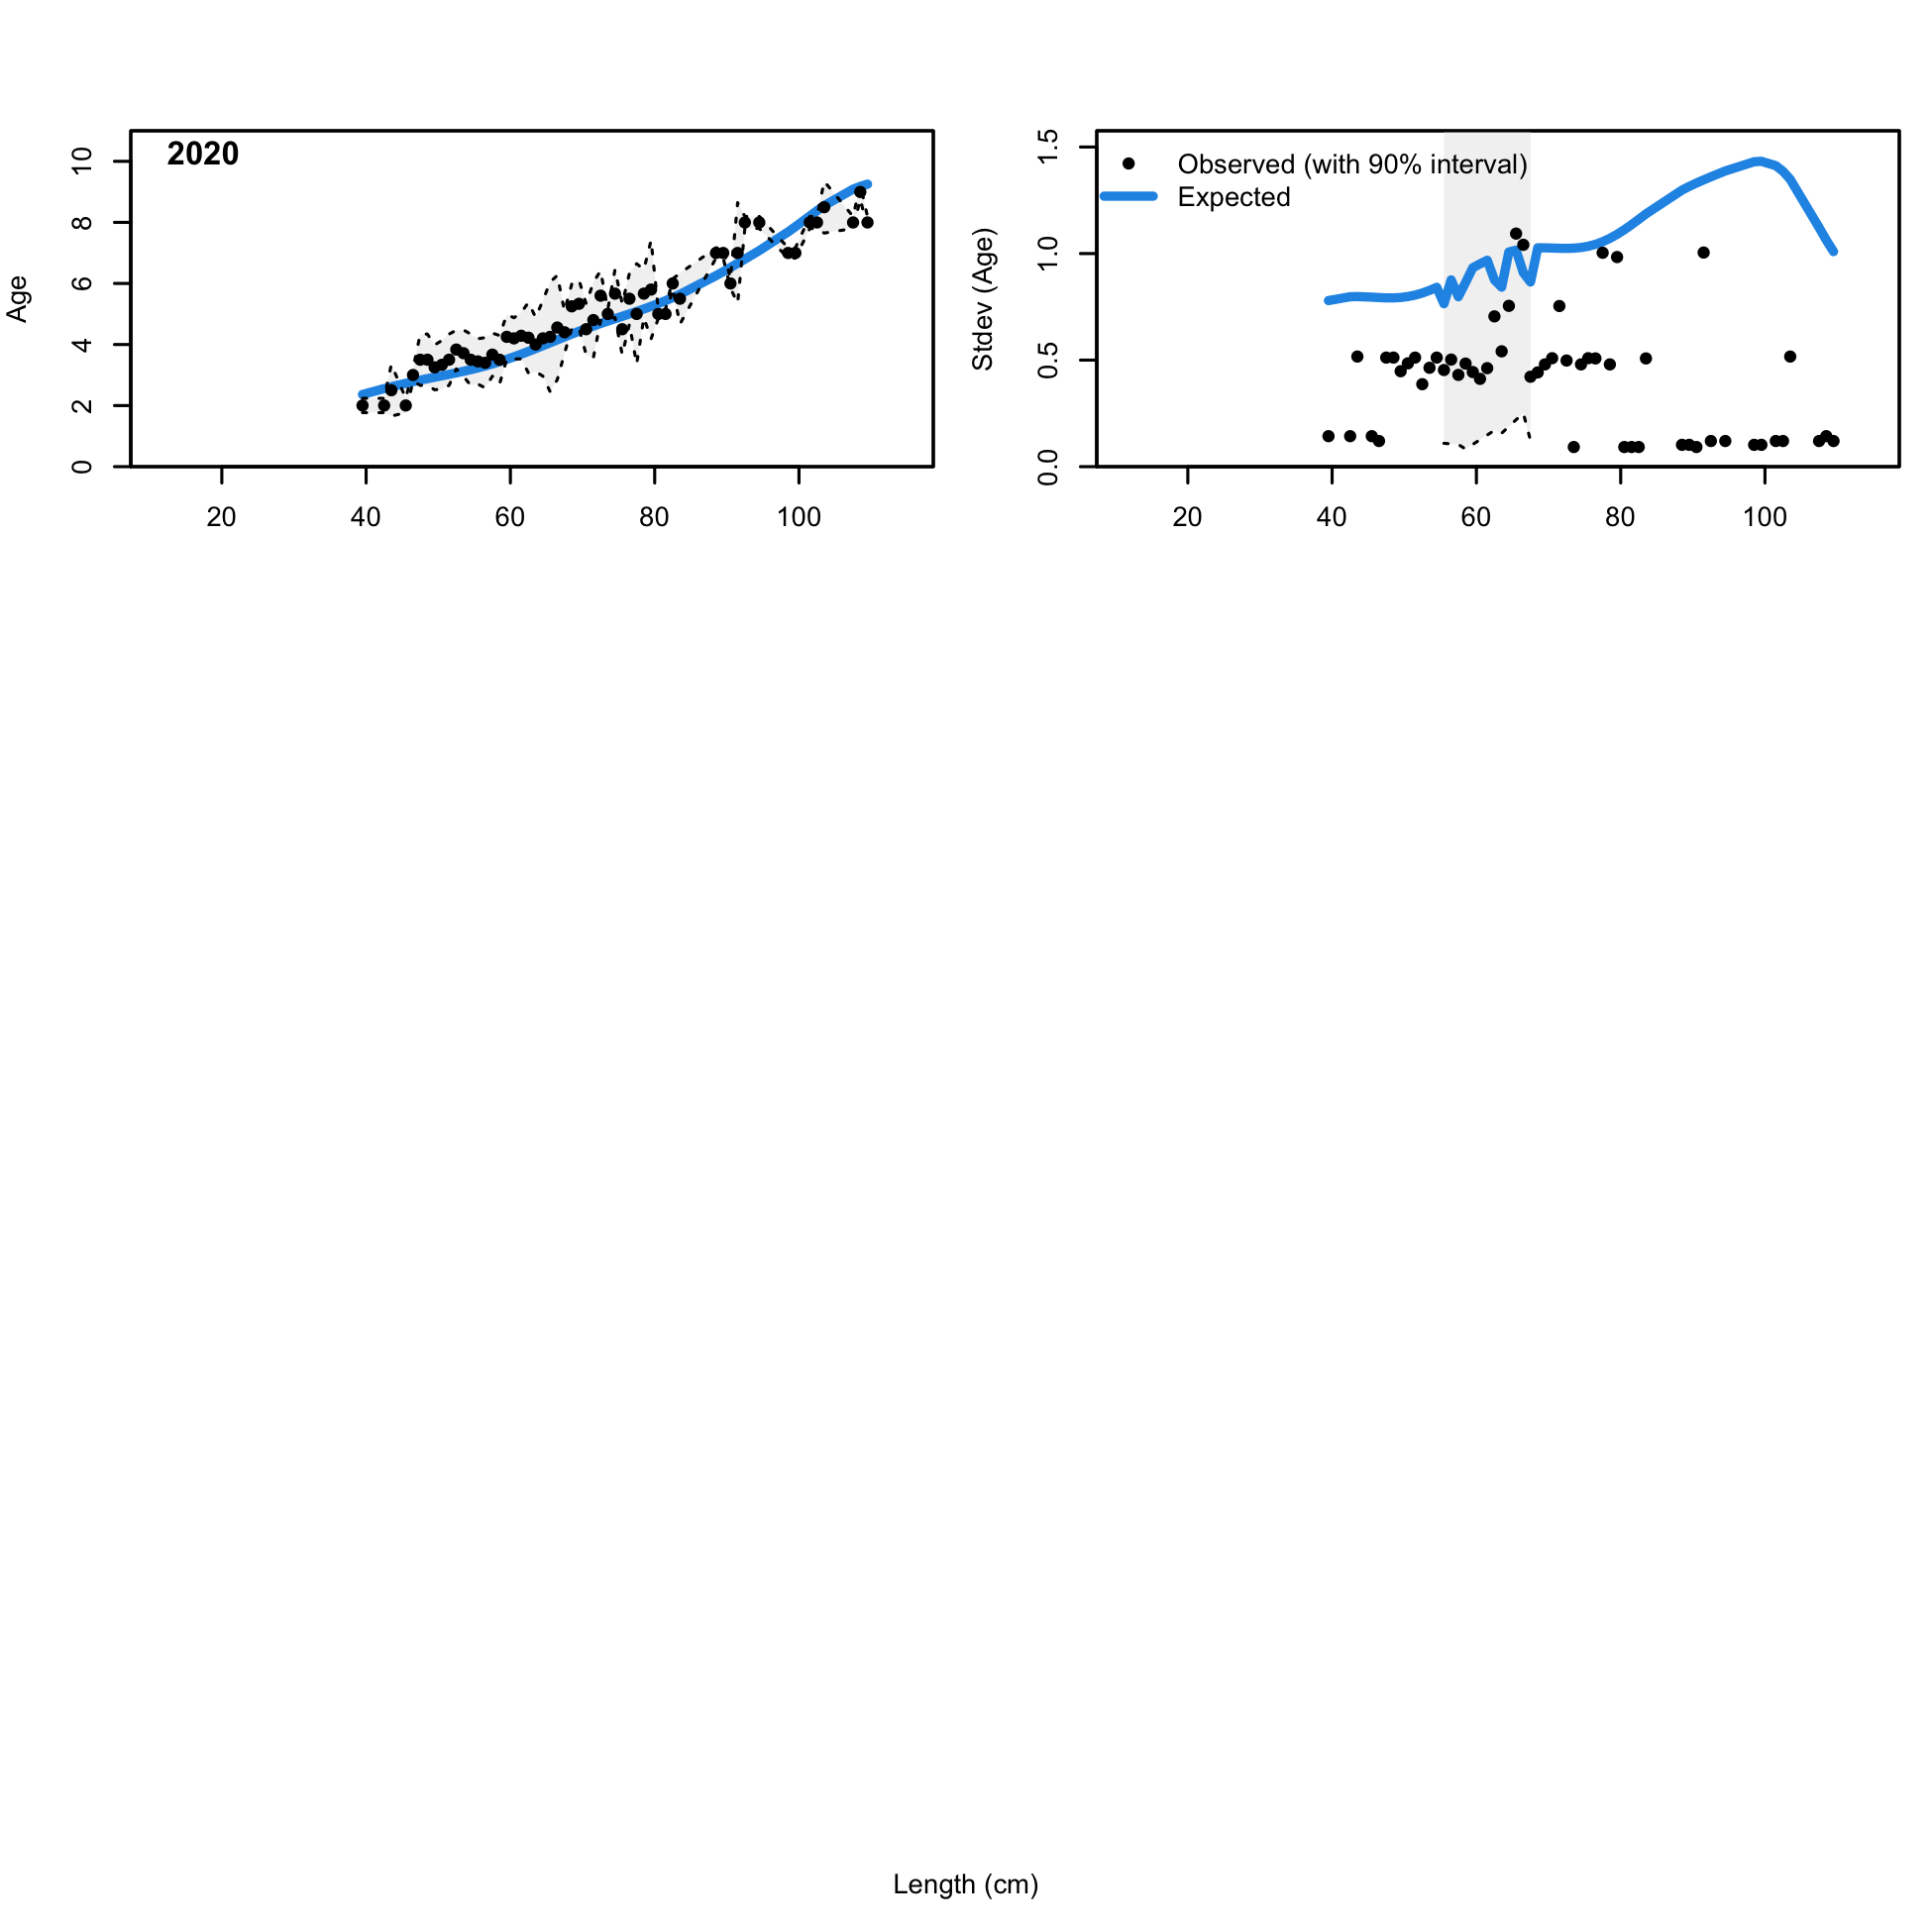 2020
Age
0 2 4 6 8 10
20 40 60 80 100
Observed (with 90% interval)
Expected
Stdev (Age)
0.0 0.5 1.0 1.5
20 40 60 80 100
Length (cm)